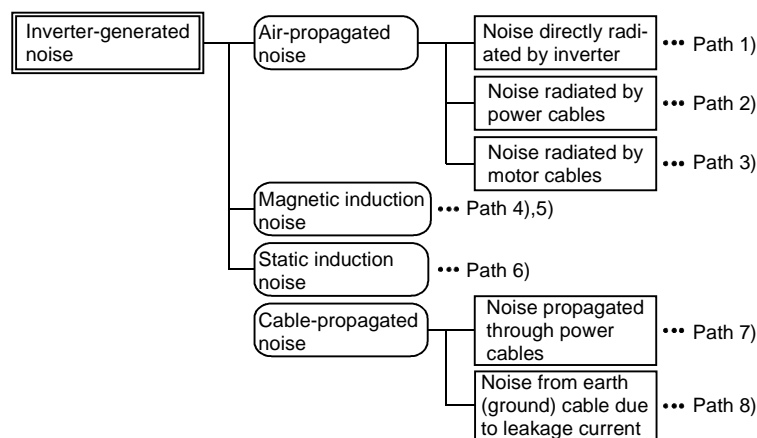 Inverter-generated
noise
Air-propagated
noise
Noise directly radi-
ated by inverter
••• Path 1)
Noise radiated by
power cables
••• Path 2)
Noise radiated by
motor cables
••• Path 3)
Magnetic induction
noise
••• Path 4),5)
Static induction
noise
••• Path 6)
Cable-propagated
noise
Noise propagated
through power
cables
••• Path 7)
Noise from earth
(ground) cable due
to leakage current
••• Path 8)